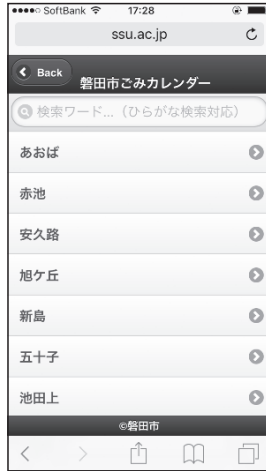 SoftBank 17:28
ssu.ac.jp
Back 磐田市ごみカレンダー
検索ワード... （ひらがな検索対応）
あおば
赤池
安久路
旭ケ丘
新島
五十子
池田上
©磐田市